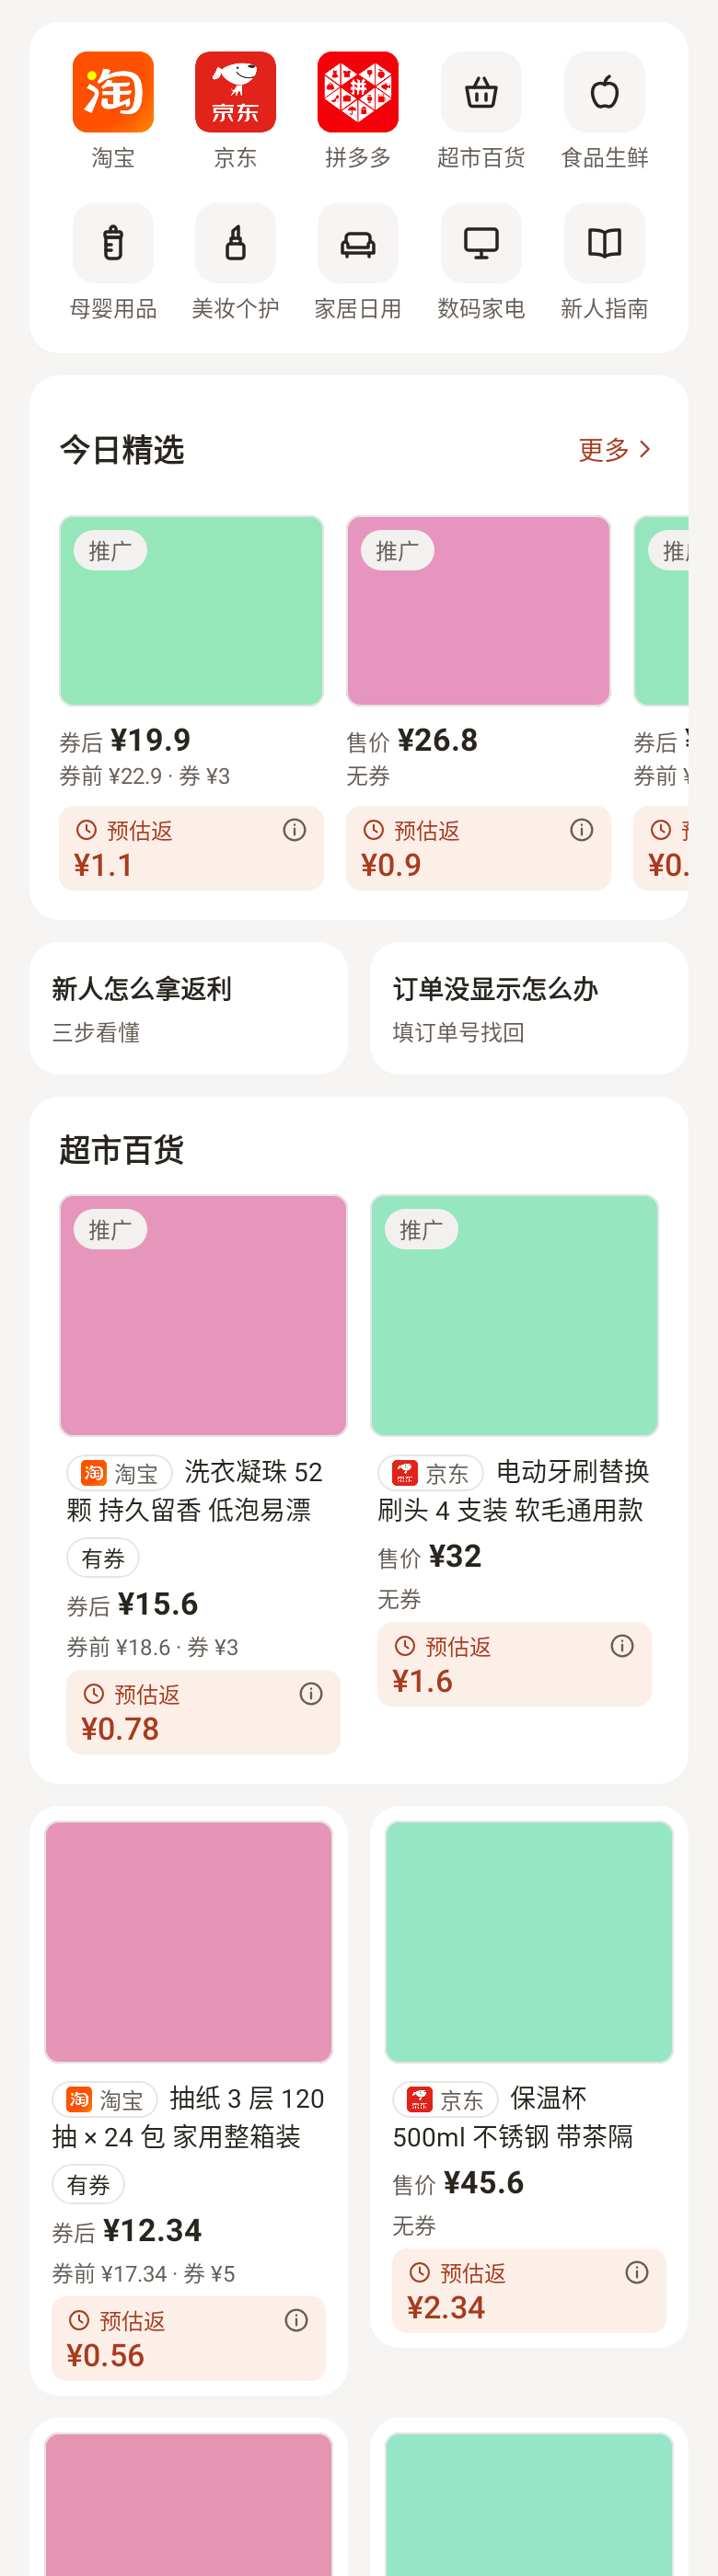 淘
京东
拼
淘宝
京东
拼多多
超市百货
食品生鲜
母婴用品
美妆个护
家居日用
数码家电
新人指南
今日精选
更多
推广
推广
券后 ¥19.9
券前 ¥22.9 · 券 ¥3
预估返
¥1.1
售价 ¥26.8
无券
预估返
¥0.9
券后
券前
¥0.
新人怎么拿返利
三步看懂
订单没显示怎么办
填订单号找回
超市百货
推广
淘宝 洗衣凝珠 52
颗 持久留香 低泡易漂
有券
券后 ¥15.6
券前 ¥18.6 · 券 ¥3
预估返
¥0.78
推广
京东 电动牙刷替换
刷头 4 支装 软毛通用款
售价 ¥32
无券
预估返
¥1.6
淘宝 抽纸 3 层 120
抽 × 24 包 家用整箱装
有券
券后 ¥12.34
券前 ¥17.34 · 券 ¥5
预估返
¥0.56
京东 保温杯
500ml 不锈钢 带茶隔
售价 ¥45.6
无券
预估返
¥2.34